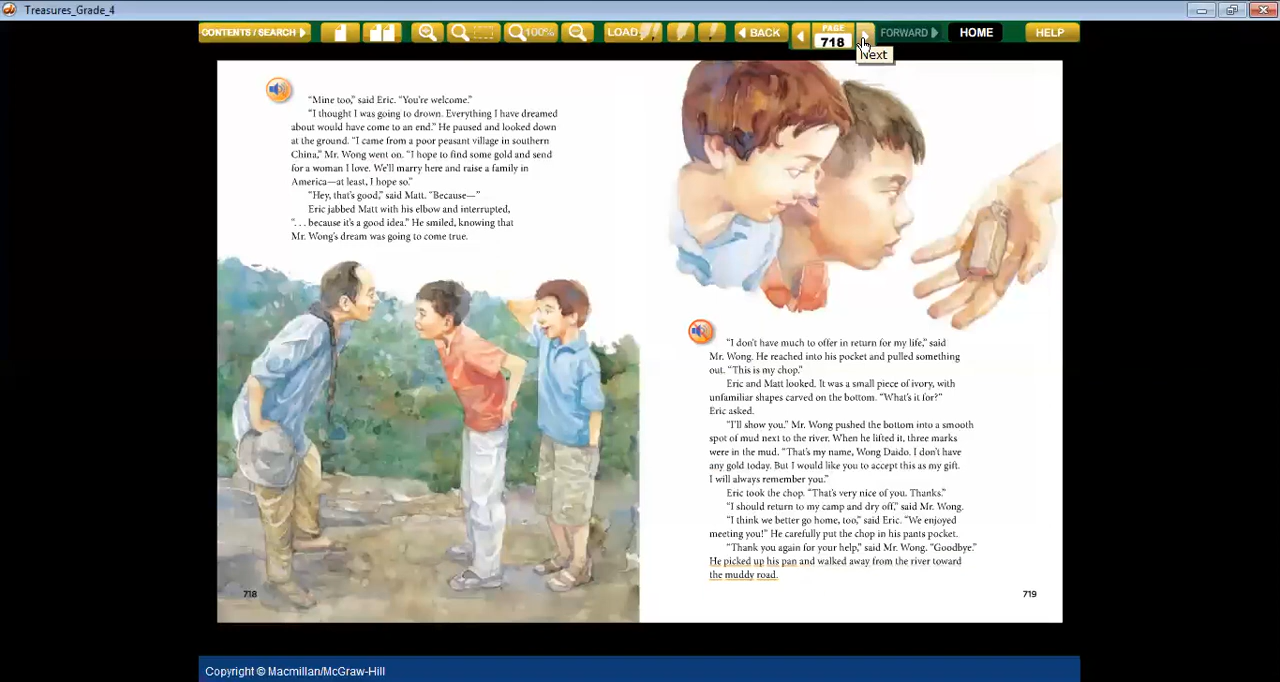 Treasures_Grade_4
CONTENTS / SEARCH
100%
LOAD
BACK
PAGE
718
FORWARD
HOME
HELP
Next
“Mine too,” said Eric. “You’re welcome.”
“I thought I was going to drown. Everything I have dreamed
about would have come to an end.” He paused and looked down
at the ground. “I came from a poor peasant village in southern
China,” Mr. Wong went on. “I hope to find some gold and send
for a woman I love. We’ll marry here and raise a family in
America—at least, I hope so.”
“Hey, that’s good,” said Matt. “Because—”
Eric jabbed Matt with his elbow and interrupted,
“. . . because it’s a good idea.” He smiled, knowing that
Mr. Wong’s dream was going to come true.
718
“I don’t have much to offer in return for my life,” said
Mr. Wong. He reached into his pocket and pulled something
out. “This is my chop.”
Eric and Matt looked. It was a small piece of ivory, with
unfamiliar shapes carved on the bottom. “What’s it for?”
Eric asked.
“I’ll show you.” Mr. Wong pushed the bottom into a smooth
spot of mud next to the river. When he lifted it, three marks
were in the mud. “That’s my name, Wong Daido. I don’t have
any gold today. But I would like you to accept this as my gift.
I will always remember you.”
Eric took the chop. “That’s very nice of you. Thanks.”
“I should return to my camp and dry off,” said Mr. Wong.
“I think we better go home, too,” said Eric. “We enjoyed
meeting you!” He carefully put the chop in his pants pocket.
“Thank you again for your help,” said Mr. Wong. “Goodbye.”
He picked up his pan and walked away from the river toward
the muddy road.
719
Copyright © Macmillan/McGraw-Hill